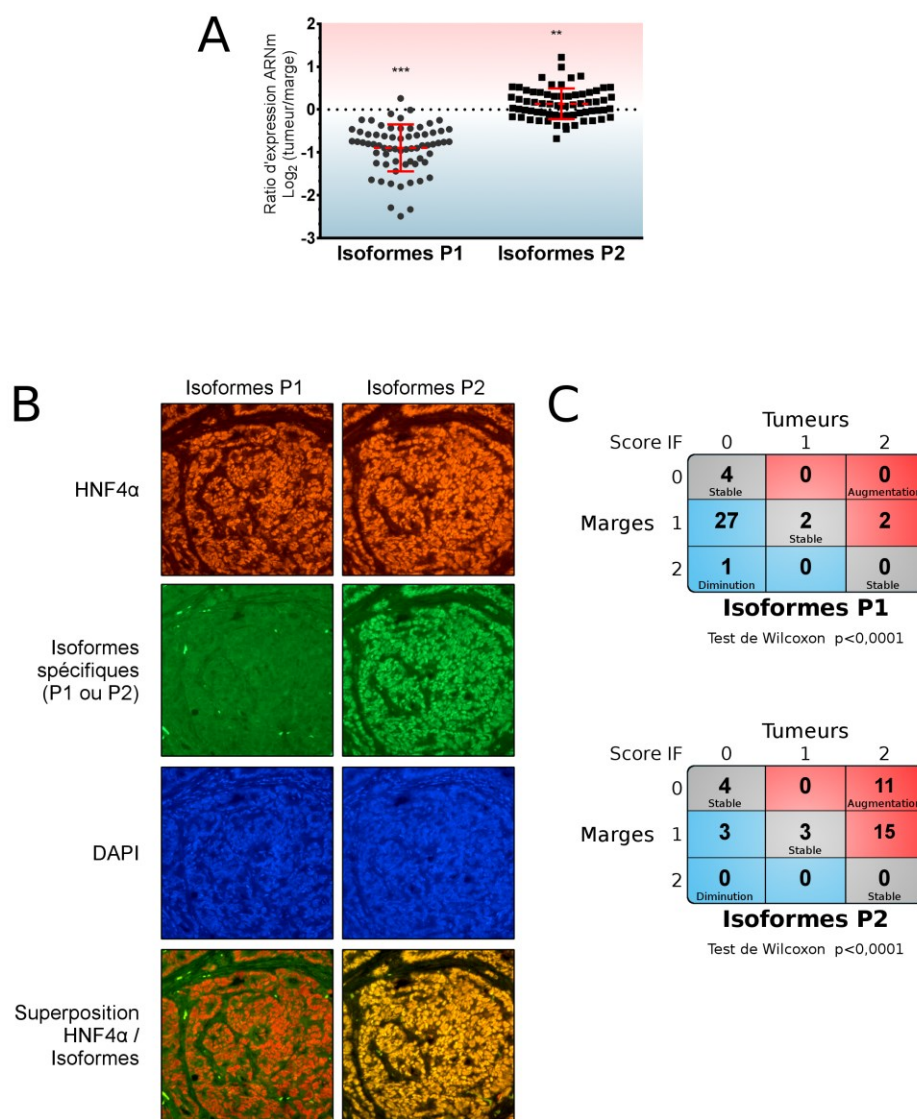 A
Ratio d'expression ARNm
Log₂ (tumeur/marge)
2
1
0
-1
-2
-3
***
**
Isoformes P1
Isoformes P2
B
Isoformes P1
Isoformes P2
HNF4α
Isoformes
spécifiques
(P1 ou P2)
DAPI
Superposition
HNF4α /
Isoformes
C
Tumeurs
Score IF 0 1 2
0 4 0 0
Stable Augmentation
Marges 1 27 2 2
Stable
2 1 0 0
Diminution Stable
Isoformes P1
Test de Wilcoxon p<0,0001
Tumeurs
Score IF 0 1 2
0 4 0 11
Stable Augmentation
Marges 1 3 3 15
Stable
2 0 0 0
Diminution Stable
Isoformes P2
Test de Wilcoxon p<0,0001